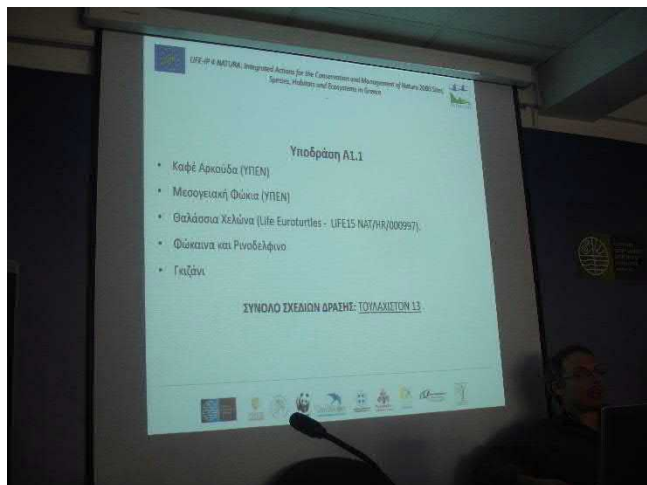 LIFE-IP 4 NATURA: Integrated Actions for the Conservation and Management of Natura 2000 Sites,
Species, Habitats and Ecosystems in Greece
Υποδράση Α1.1
• Καφέ Αρκούδα (ΥΠΕΝ)
• Μεσογειακή Φώκια (ΥΠΕΝ)
• Θαλάσσια Χελώνα (Life Euroturtles - LIFE15 NAT/HR/000997).
• Φώκαινα και Ρινοδέλφινο
• Γκιζάνι
ΣΥΝΟΛΟ ΣΧΕΔΙΩΝ ΔΡΑΣΗΣ: ΤΟΥΛΑΧΙΣΤΟΝ 13